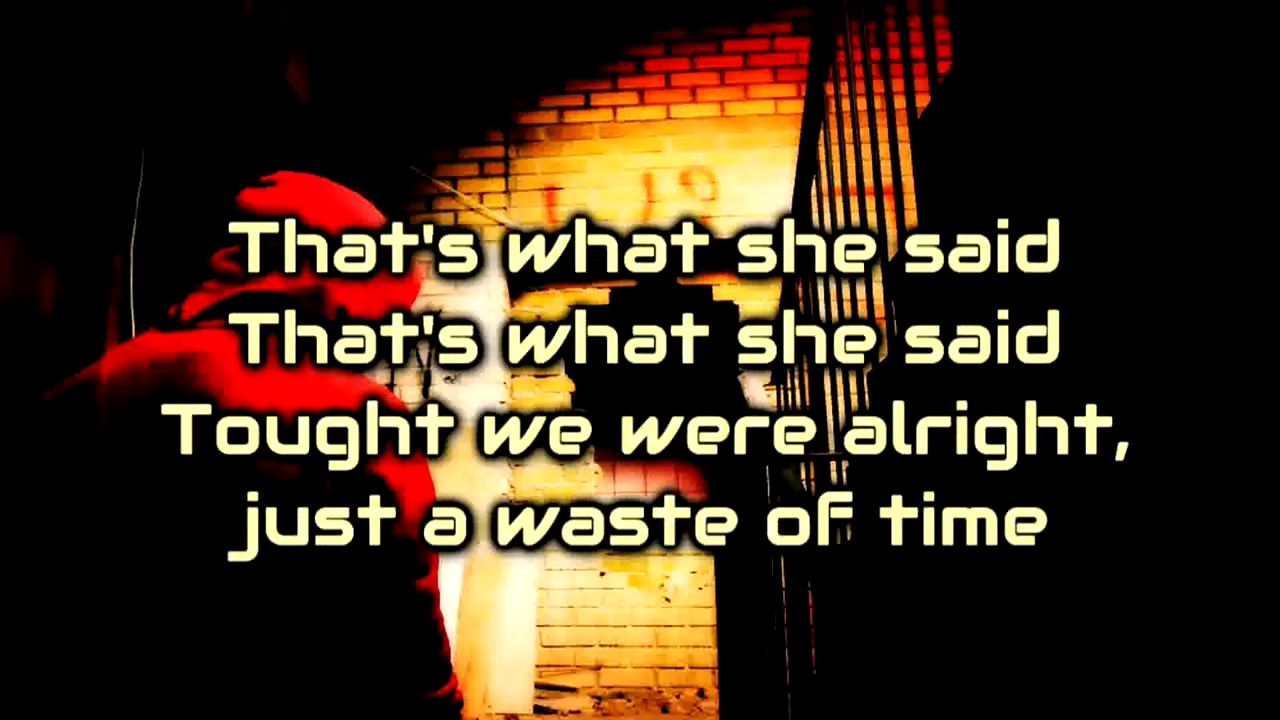 That's what she said
That's what she said
Tought we were alright,
just a waste of time